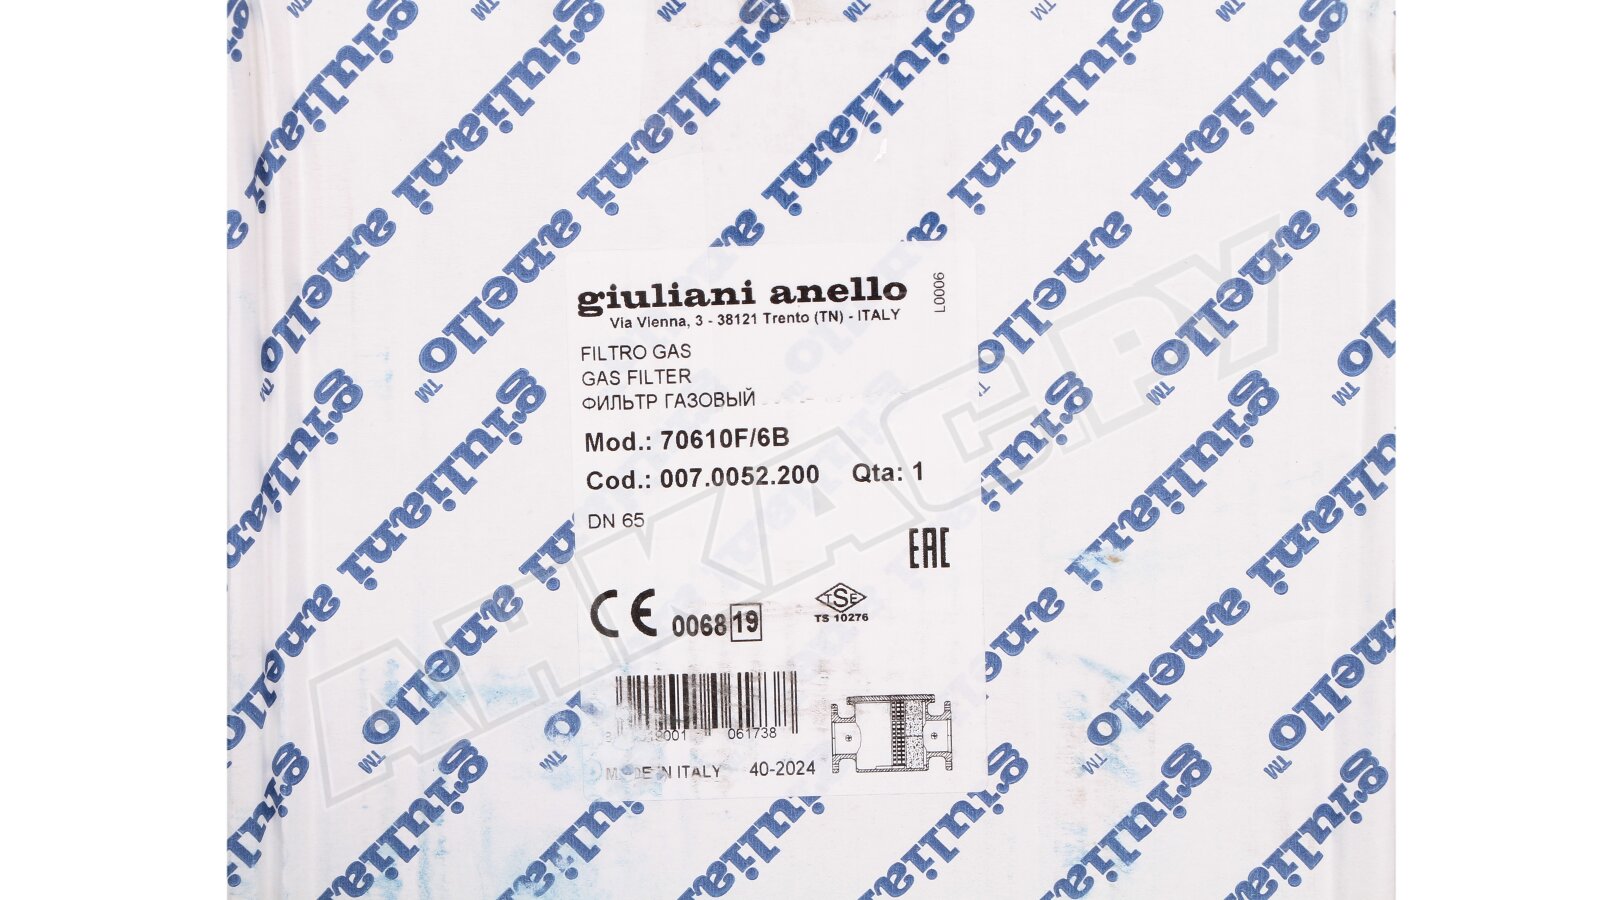 giuliani anello
Via Vienna, 3 - 38121 Trento (TN) - ITALY
L0006
FILTRO GAS
GAS FILTER
ФИЛЬТР ГАЗОВЫЙ
Mod.: 70610F/6B
Cod.: 007.0052.200 Qta: 1
DN 65
EAC
CE 0068 19
TSE
TS 10276
061738
MADE IN ITALY 40-2024
giuliani anello™